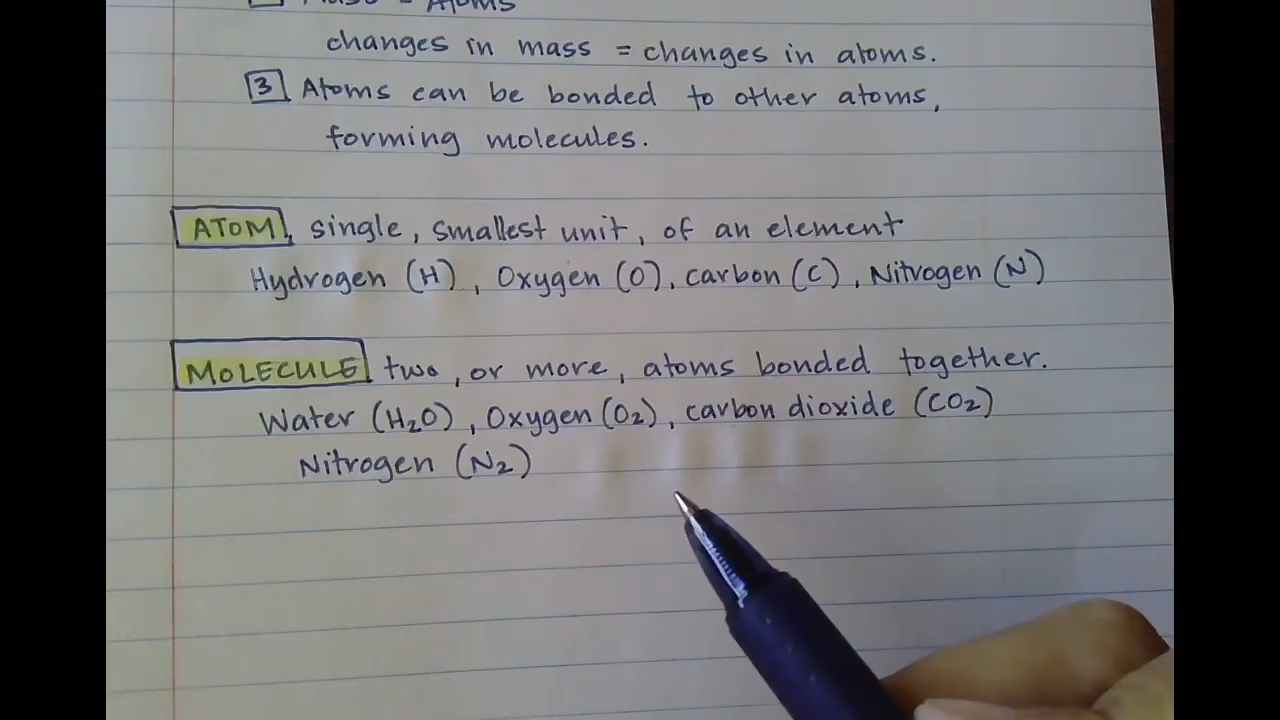 changes in mass = changes in atoms.
3 Atoms can be bonded to other atoms,
forming molecules.
ATOM, single, smallest unit, of an element
Hydrogen (H), Oxygen (O), carbon (C), Nitrogen (N)
MOLECULE two, or more, atoms bonded together.
Water (H₂O), Oxygen (O₂), carbon dioxide (CO₂)
Nitrogen (N₂)